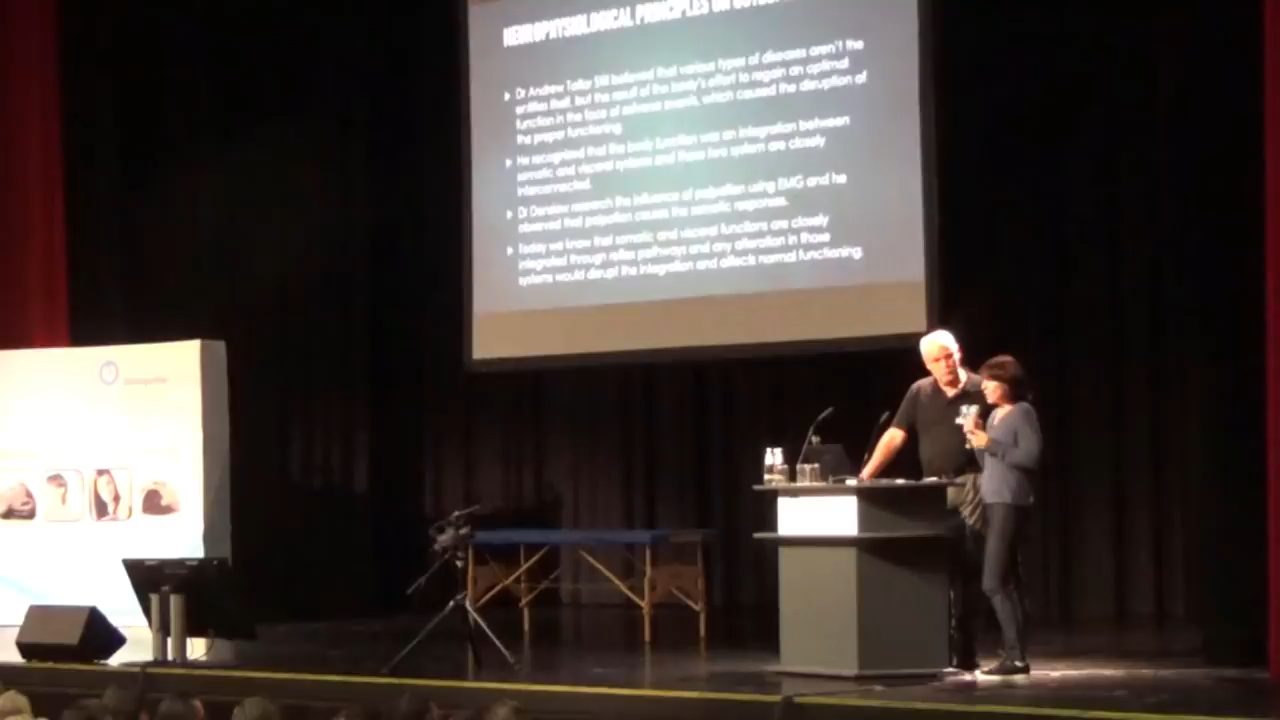 NEUROPHYSIOLOGICAL PRINCIPLES ON
Dr Andrew Taylor Still believed that various types of diseases aren't the
entities itself, but the result of the body's effort to regain an optimal
function in the face of adverse events, which caused the disruption of
the proper functioning.
He recognized that the body function was an integration between
somatic and visceral systems and these two system are closely
interconnected.
Dr Denslow research the influence of palpation using EMG and he
observed that palpation causes the somatic responses.
Today we know that somatic and visceral functions are closely
integrated through reflex pathways and any alteration in those
systems would disrupt the integration and affects normal functioning.